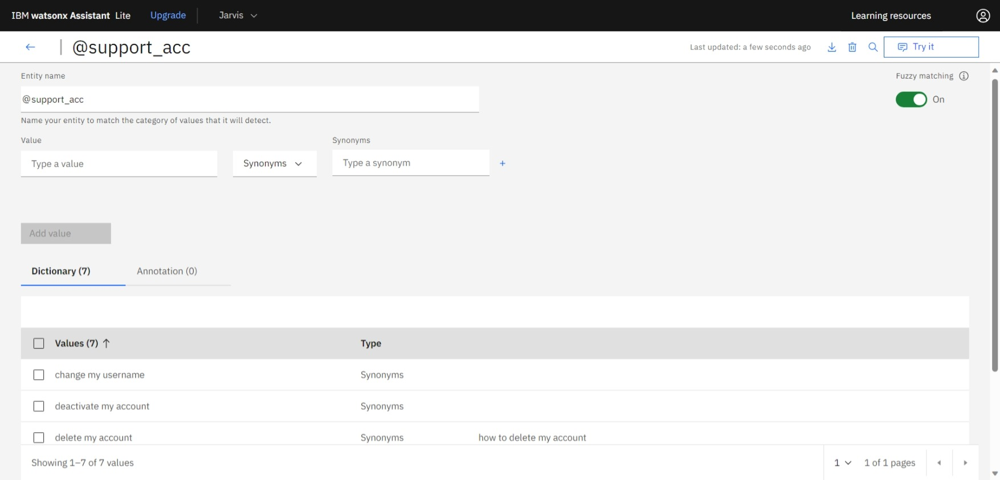 IBM watsonx Assistant Lite Upgrade Jarvis Learning resources
@support_acc Last updated: a few seconds ago Try it
Entity name Fuzzy matching
@support_acc On
Name your entity to match the category of values that it will detect.
Value Synonyms
Type a value Synonyms Type a synonym +
Add value
Dictionary (7) Annotation (0)
Values (7) Type
change my username Synonyms
deactivate my account Synonyms
delete my account Synonyms how to delete my account
Showing 1–7 of 7 values 1 1 of 1 pages